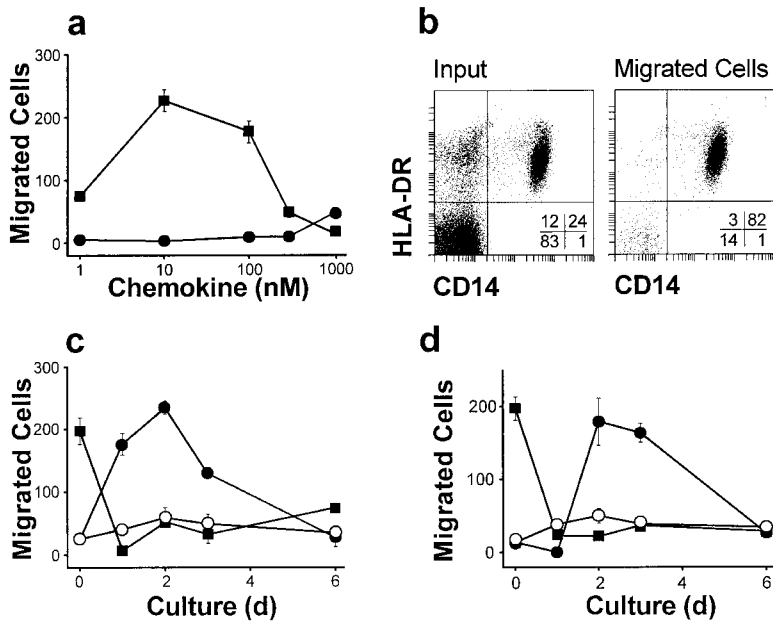 a
300
200
100
0
Migrated Cells
1
10
100
1000
Chemokine (nM)
b
Input
Migrated Cells
HLA-DR
12 24
83 1
3 82
14 1
CD14
CD14
c
300
200
100
0
Migrated Cells
0
2
4
6
Culture (d)
d
200
100
0
Migrated Cells
0
2
4
6
Culture (d)